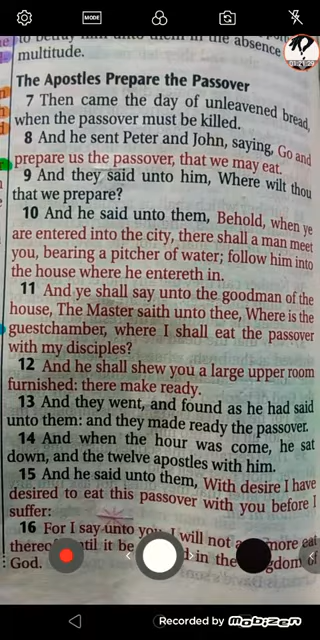 MODE
01:21:29
to betray him unto them in the absence
multitude.
The Apostles Prepare the Passover
7 Then came the day of unleavened bread,
when the passover must be killed.
8 And he sent Peter and John, saying, Go and
prepare us the passover, that we may eat.
9 And they said unto him, Where wilt thou
that we prepare?
10 And he said unto them, Behold, when ye
are entered into the city, there shall a man meet
you, bearing a pitcher of water; follow him into
the house where he entereth in.
11 And ye shall say unto the goodman of the
house, The Master saith unto thee, Where is the
guestchamber, where I shall eat the passover
with my disciples?
12 And he shall shew you a large upper room
furnished: there make ready.
13 And they went, and found as he had said
unto them: and they made ready the passover.
14 And when the hour was come, he sat
down, and the twelve apostles with him.
15 And he said unto them, With desire I have
desired to eat this passover with you before I
suffer:
16 For I say unto you, I will not more eat
it be in the of
God.
Recorded by mobizen